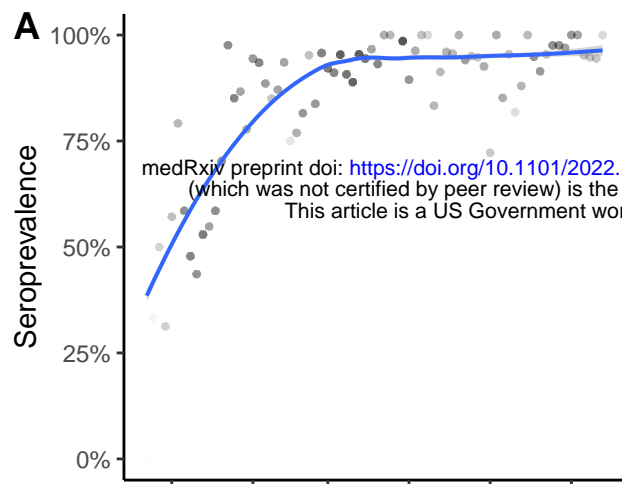 A
100%
75%
medRxiv preprint doi: https://doi.org/10.1101/2022.
(which was not certified by peer review) is the
This article is a US Government wor
50%
25%
0%
Seroprevalence